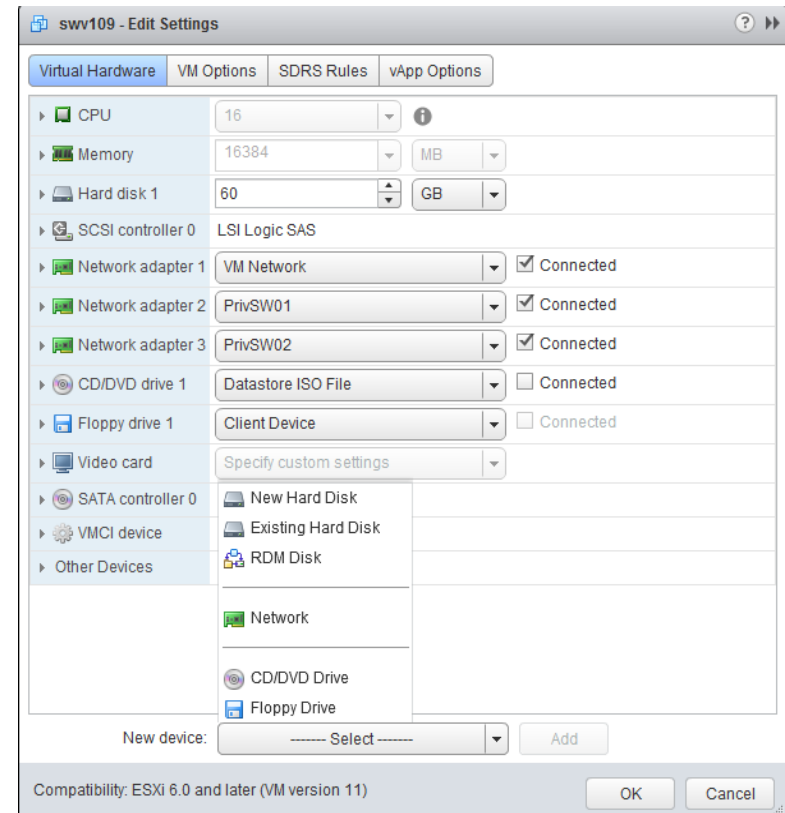 swv109 - Edit Settings ?
Virtual Hardware VM Options SDRS Rules vApp Options
CPU 16
Memory 16384 MB
Hard disk 1 60 GB
SCSI controller 0 LSI Logic SAS
Network adapter 1 VM Network Connected
Network adapter 2 PrivSW01 Connected
Network adapter 3 PrivSW02 Connected
CD/DVD drive 1 Datastore ISO File Connected
Floppy drive 1 Client Device Connected
Video card Specify custom settings
SATA controller 0
VMCI device
Other Devices
New Hard Disk
Existing Hard Disk
RDM Disk
Network
CD/DVD Drive
Floppy Drive
New device: ------- Select ------- Add
Compatibility: ESXi 6.0 and later (VM version 11) OK Cancel